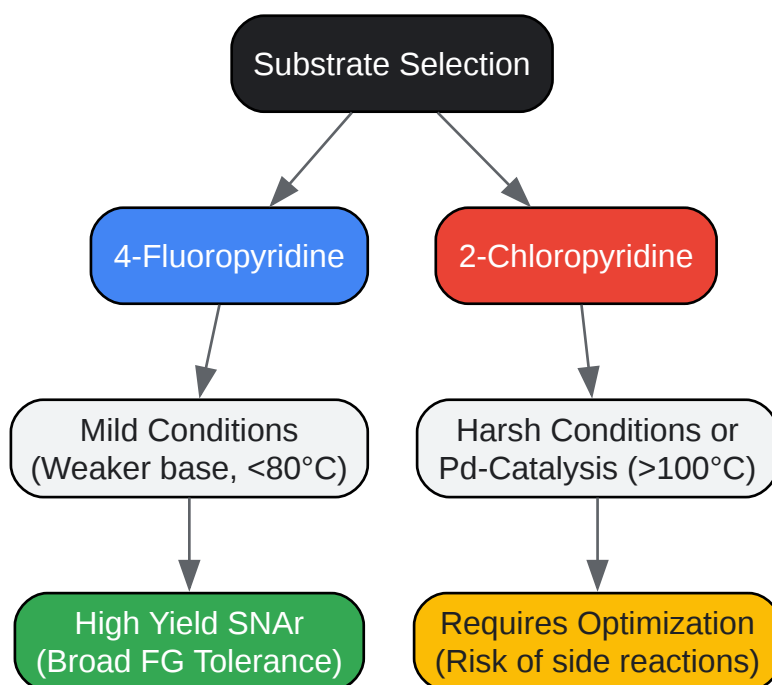 Substrate Selection
4-Fluoropyridine
2-Chloropyridine
Mild Conditions
(Weaker base, <80°C)
Harsh Conditions or
Pd-Catalysis (>100°C)
High Yield SNAr
(Broad FG Tolerance)
Requires Optimization
(Risk of side reactions)